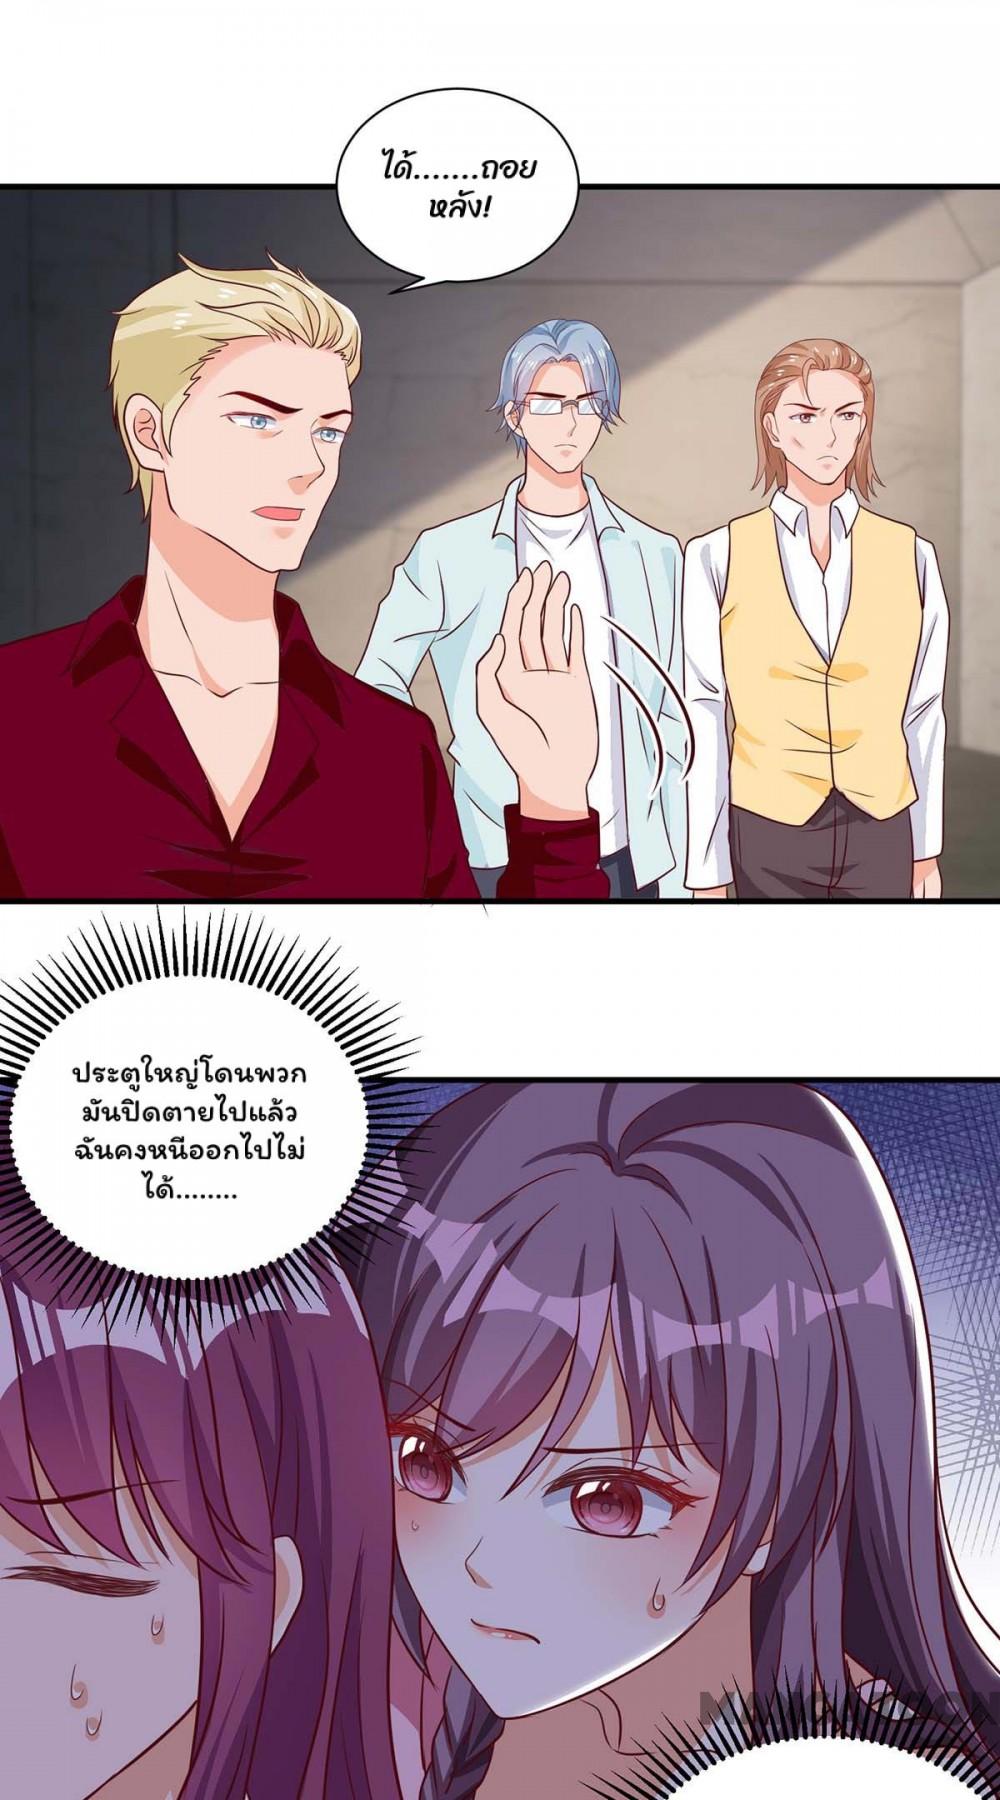 ได้.......ถอย
หลัง!
ประตูใหญ่โดนพวก
มันปิดตายไปแล้ว
ฉันคงหนีออกไปไม่
ได้........